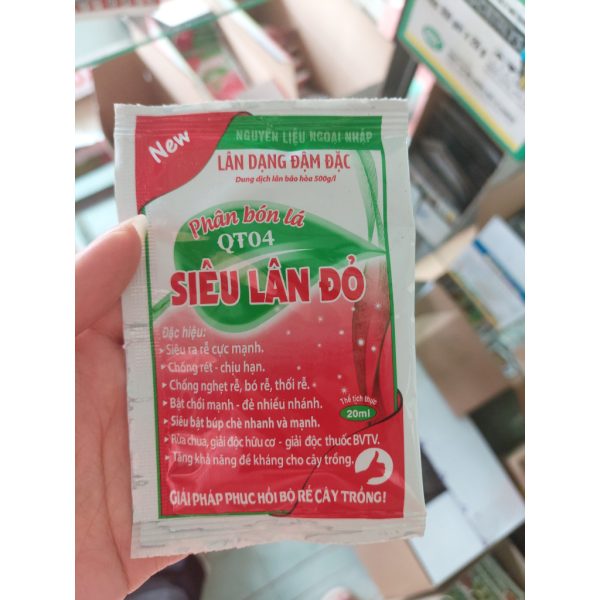 New
NGUYÊN LIỆU NGOẠI NHẬP
LÂN DẠNG ĐẬM ĐẶC
Dung dịch lân bão hòa 500g/l
Phân bón lá
QT04
SIÊU LÂN ĐỎ
Đặc hiệu:
Siêu ra rễ cực mạnh.
Chống rét - chịu hạn.
Chống nghẹt rễ, bó rễ, thối rễ.
Bật chồi mạnh - đẻ nhiều nhánh.
Siêu bật búp chè nhanh và mạnh.
Rửa chua, giải độc hữu cơ - giải độc thuốc BVTV.
Tăng khả năng đề kháng cho cây trồng.
Thể tích thực
20ml
GIẢI PHÁP PHỤC HỒI BỘ RỄ CÂY TRỒNG!